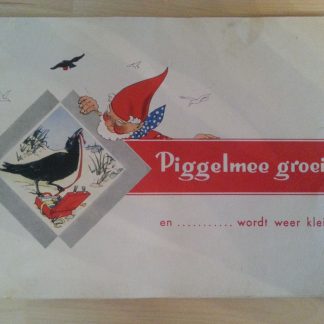 Piggelmee groei
en ........... wordt weer klei